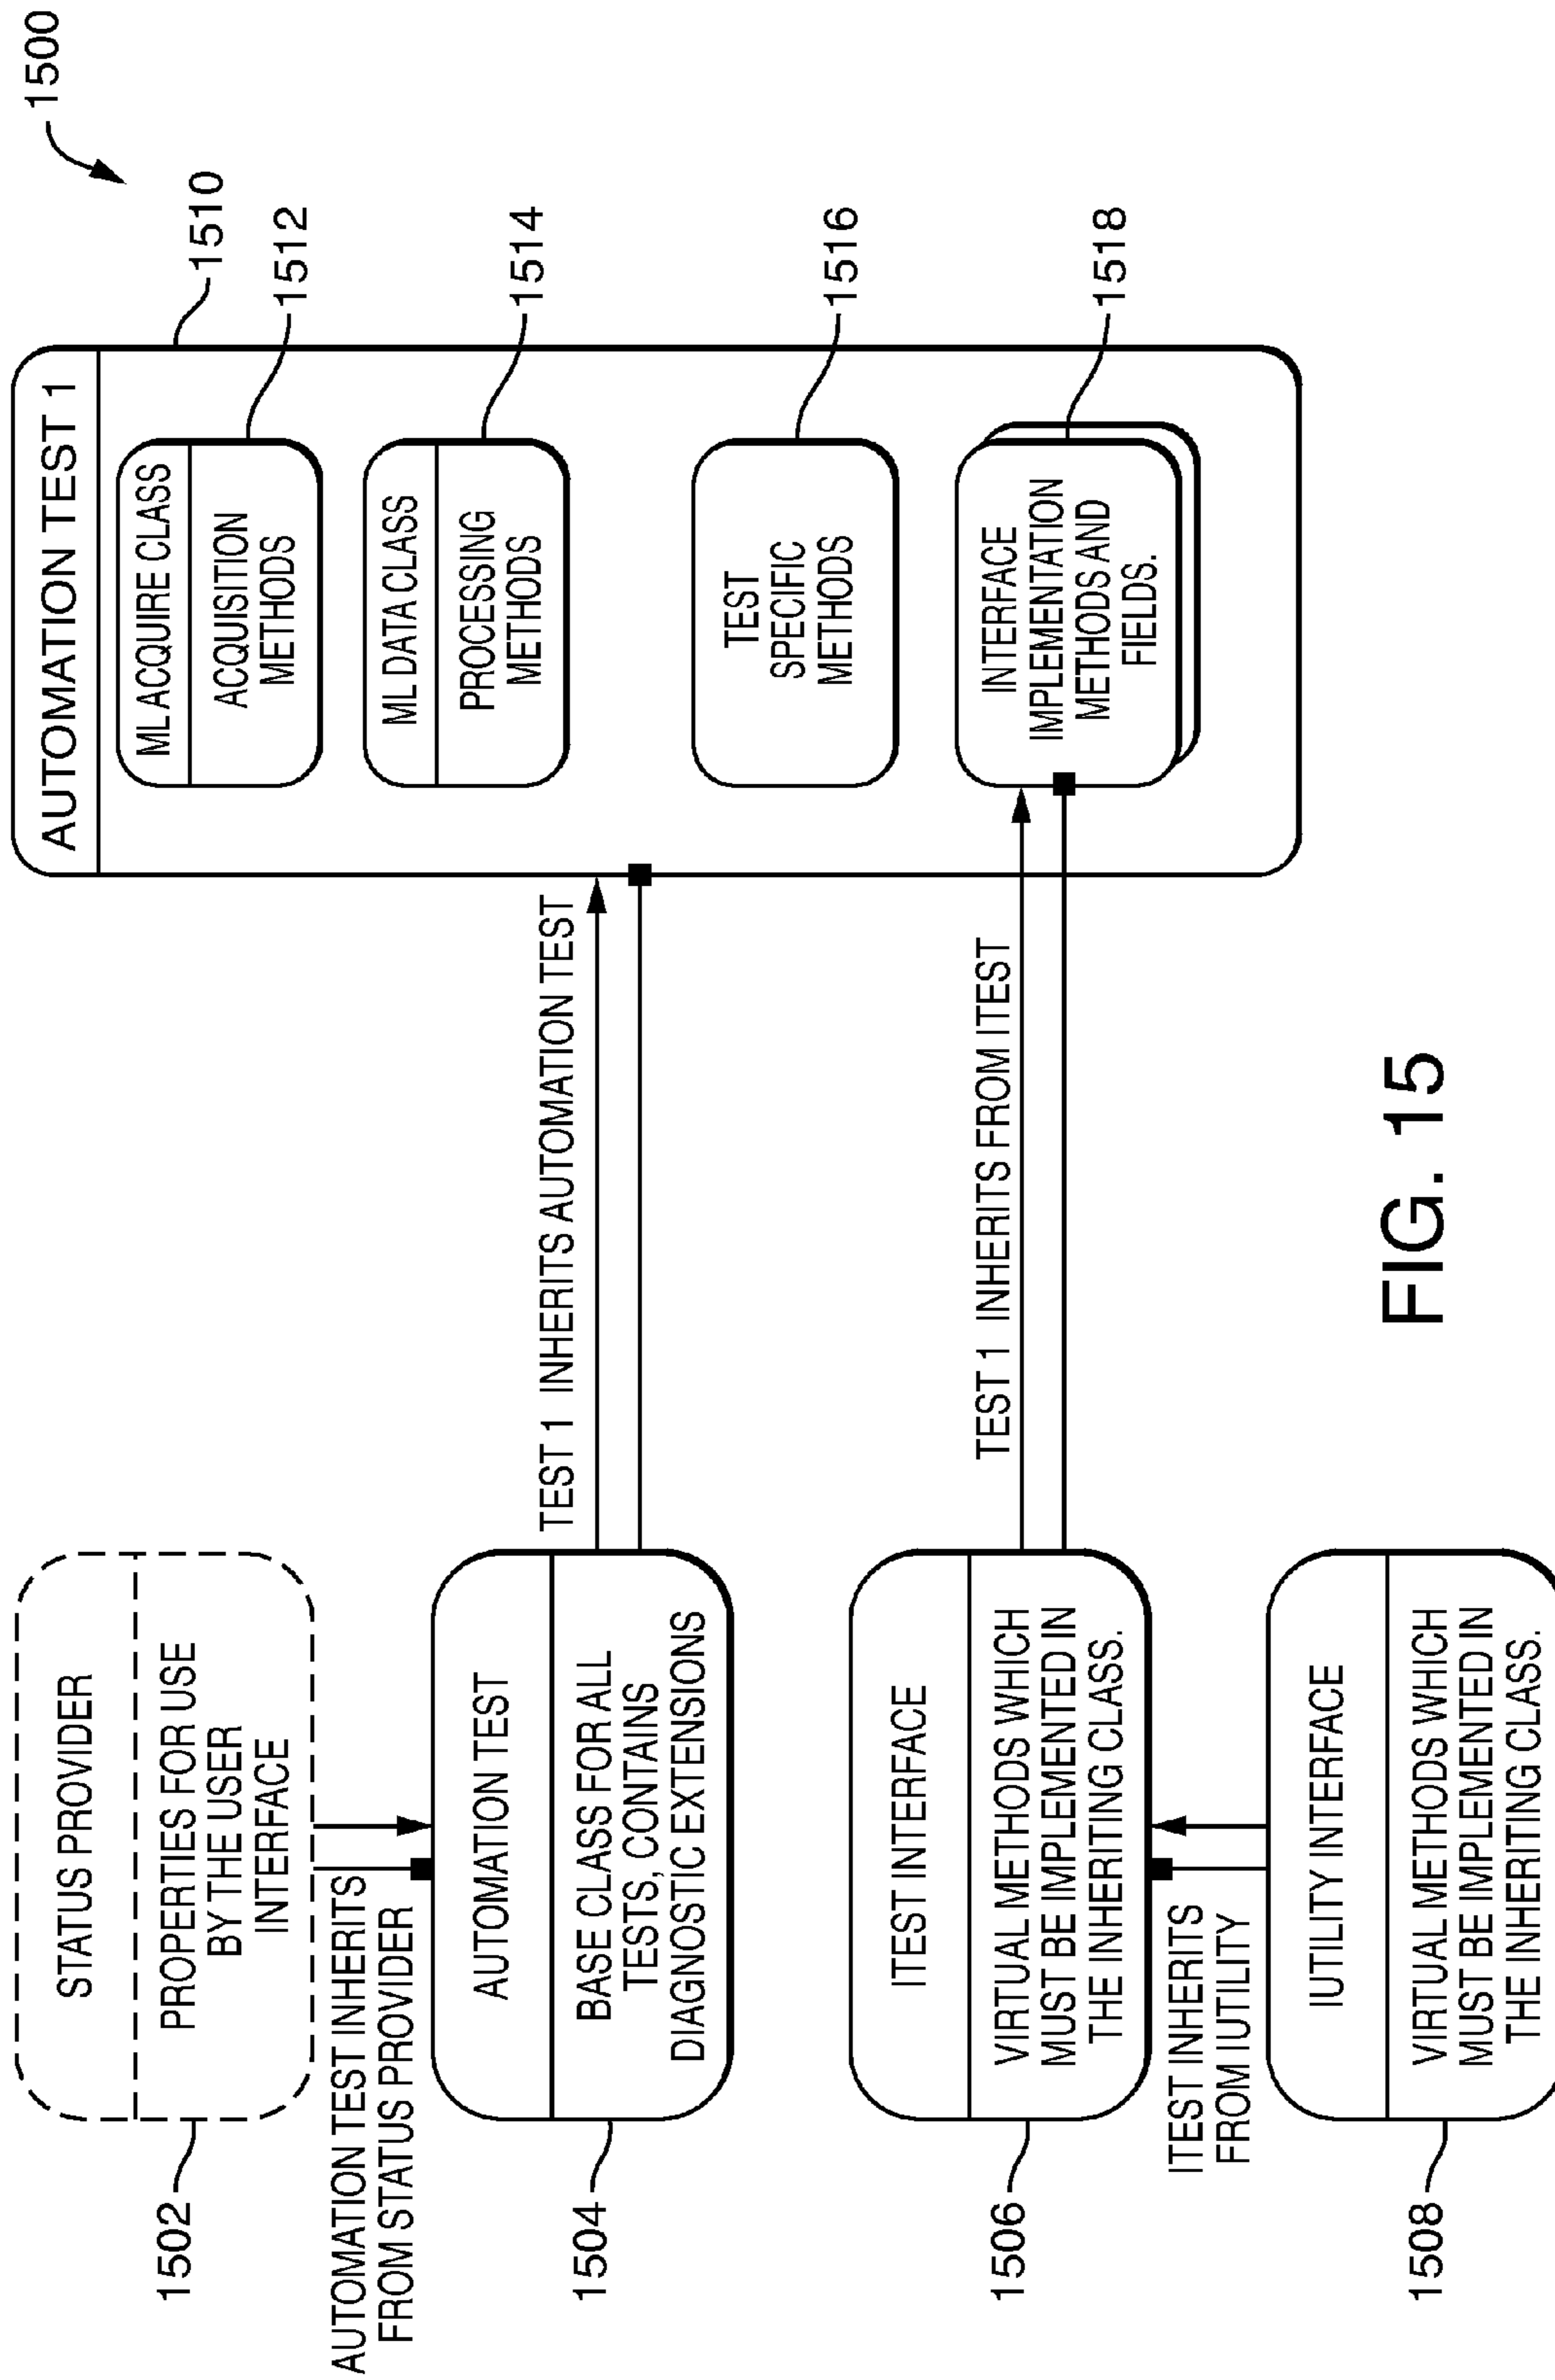 1500
STATUS PROVIDER
PROPERTIES FOR USE
BY THE USER
INTERFACE
1502
AUTOMATION TEST INHERITS
FROM STATUS PROVIDER
AUTOMATION TEST
BASE CLASS FOR ALL
TESTS, CONTAINS
DIAGNOSTIC EXTENSIONS
1504
TEST 1 INHERITS AUTOMATION TEST
ITEST INTERFACE
VIRTUAL METHODS WHICH
MUST BE IMPLEMENTED IN
THE INHERITING CLASS.
1506
TEST 1 INHERITS FROM ITEST
ITEST INHERITS
FROM IUTILITY
IUTILITY INTERFACE
VIRTUAL METHODS WHICH
MUST BE IMPLEMENTED IN
THE INHERITING CLASS.
1508
AUTOMATION TEST 1
1510
ML ACQUIRE CLASS
ACQUISITION
METHODS
1512
ML DATA CLASS
PROCESSING
METHODS
1514
TEST
SPECIFIC
METHODS
1516
INTERFACE
IMPLEMENTATION
METHODS AND
FIELDS.
1518
FIG. 15